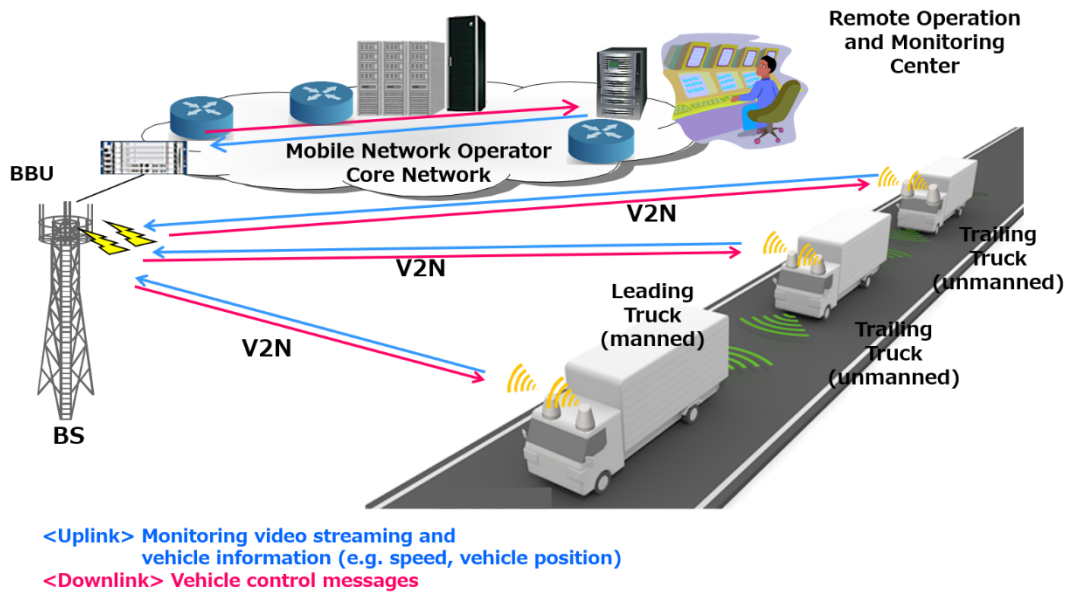 Remote Operation
and Monitoring
Center
Mobile Network Operator
Core Network
BBU
V2N
V2N
Trailing
Truck
(unmanned)
Leading
Truck
(manned)
Trailing
Truck
(unmanned)
V2N
BS
<Uplink> Monitoring video streaming and
vehicle information (e.g. speed, vehicle position)
<Downlink> Vehicle control messages